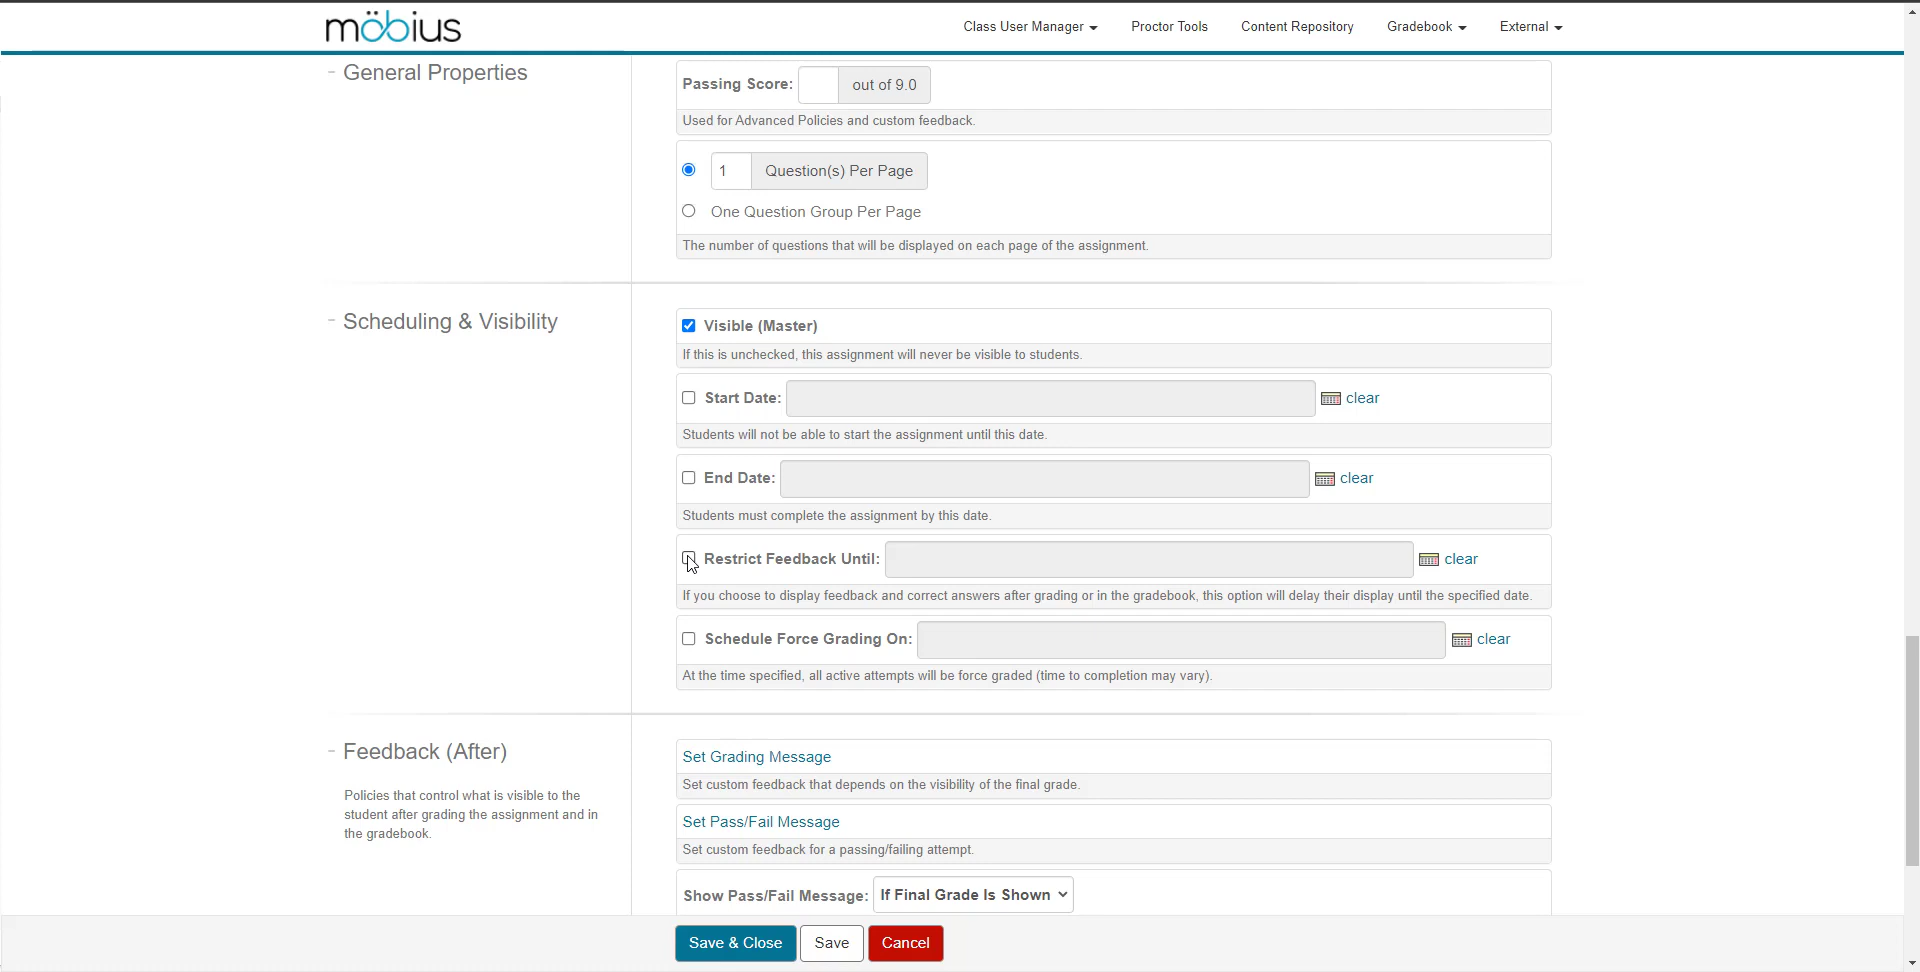 möbius
Class User Manager
Proctor Tools
Content Repository
Gradebook
External
- General Properties
Passing Score:
out of 9.0
Used for Advanced Policies and custom feedback.
1
Question(s) Per Page
One Question Group Per Page
The number of questions that will be displayed on each page of the assignment.
- Scheduling & Visibility
Visible (Master)
If this is unchecked, this assignment will never be visible to students.
Start Date:
clear
Students will not be able to start the assignment until this date.
End Date:
clear
Students must complete the assignment by this date.
Restrict Feedback Until:
clear
If you choose to display feedback and correct answers after grading or in the gradebook, this option will delay their display until the specified date.
Schedule Force Grading On:
clear
At the time specified, all active attempts will be force graded (time to completion may vary).
- Feedback (After)
Policies that control what is visible to the
student after grading the assignment and in
the gradebook.
Set Grading Message
Set custom feedback that depends on the visibility of the final grade.
Set Pass/Fail Message
Set custom feedback for a passing/failing attempt.
Show Pass/Fail Message:
If Final Grade Is Shown
Save & Close
Save
Cancel